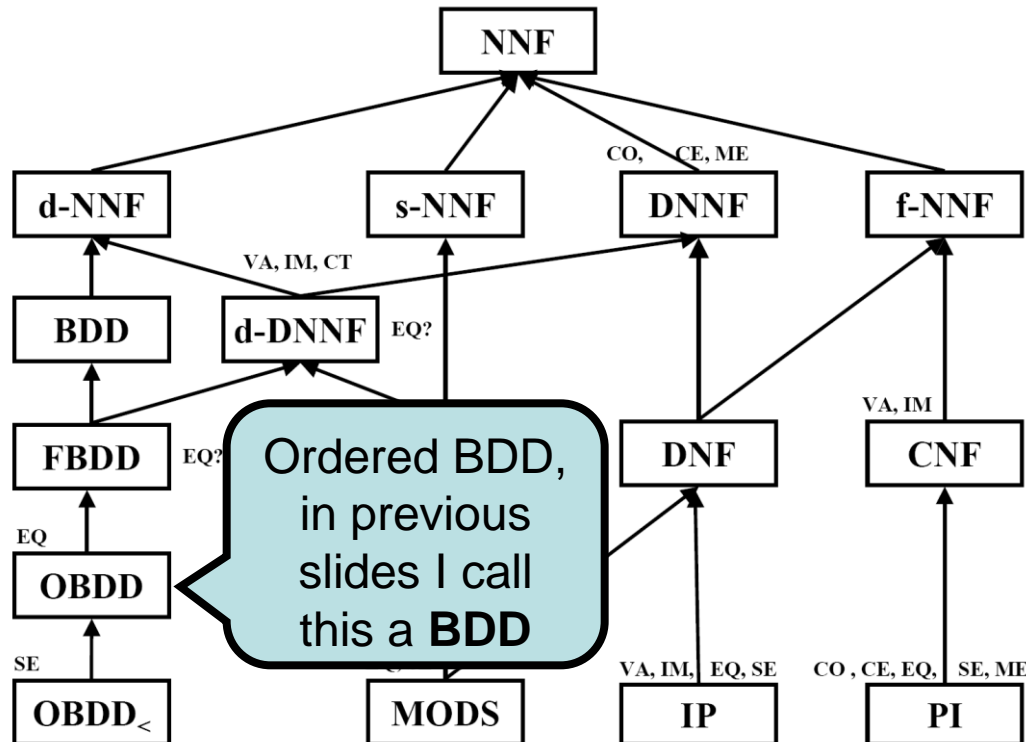 NNF
CO, CE, ME
d-NNF s-NNF DNNF f-NNF
VA, IM, CT
BDD d-DNNF EQ?
VA, IM
FBDD EQ? DNF CNF
Ordered BDD,
in previous
slides I call
this a BDD
EQ
OBDD
SE VA, IM, EQ, SE CO , CE, EQ, SE, ME
OBDD< MODS IP PI